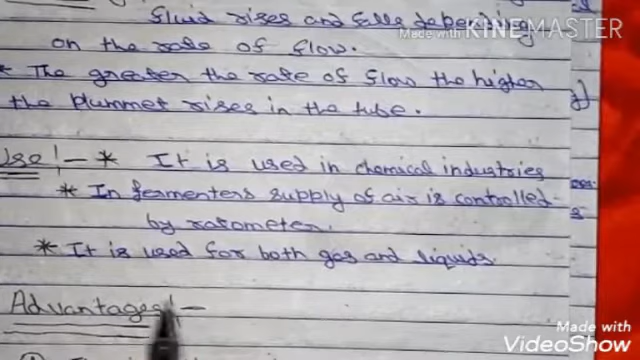 fluid rises and falls depending
on the rate of flow.
* The greater the rate of flow the higher
the plummet rises in the tube.
Use!- * It is used in chemical industries
* In fermenters supply of air is controlled
by rotometer.
* It is used for both gas and liquids.
Advantages!-
Made with KINEMASTER
Made with
VideoShow